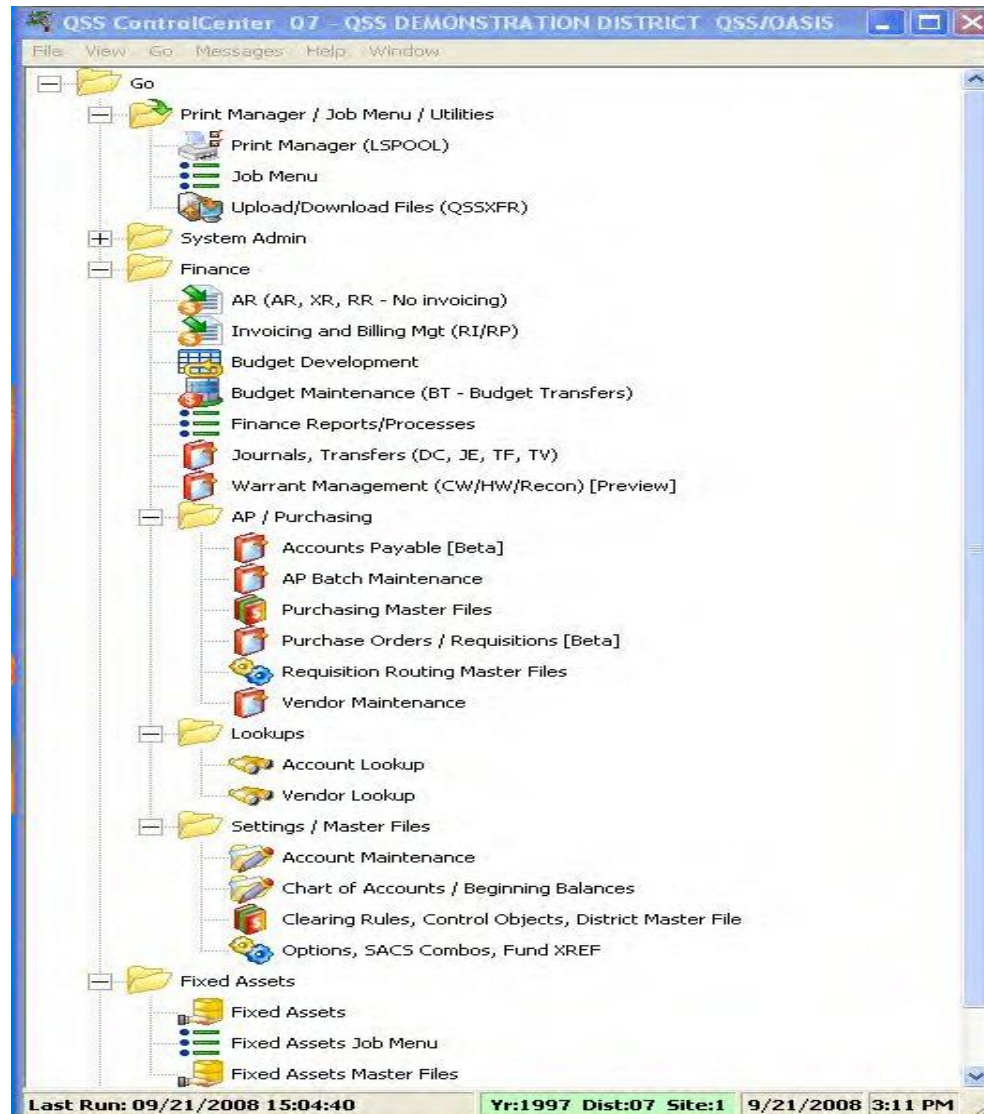 QSS ControlCenter 07 - QSS DEMONSTRATION DISTRICT QSS/OASIS
File View Go Messages Help Window
Go
Print Manager / Job Menu / Utilities
Print Manager (LSPOOL)
Job Menu
Upload/Download Files (QSSXFR)
System Admin
Finance
AR (AR, XR, RR - No invoicing)
Invoicing and Billing Mgt (RI/RP)
Budget Development
Budget Maintenance (BT - Budget Transfers)
Finance Reports/Processes
Journals, Transfers (DC, JE, TF, TV)
Warrant Management (CW/HW/Recon) [Preview]
AP / Purchasing
Accounts Payable [Beta]
AP Batch Maintenance
Purchasing Master Files
Purchase Orders / Requisitions [Beta]
Requisition Routing Master Files
Vendor Maintenance
Lookups
Account Lookup
Vendor Lookup
Settings / Master Files
Account Maintenance
Chart of Accounts / Beginning Balances
Clearing Rules, Control Objects, District Master File
Options, SACS Combos, Fund XREF
Fixed Assets
Fixed Assets
Fixed Assets Job Menu
Fixed Assets Master Files
Last Run: 09/21/2008 15:04:40 Yr:1997 Dist:07 Site:1 9/21/2008 3:11 PM